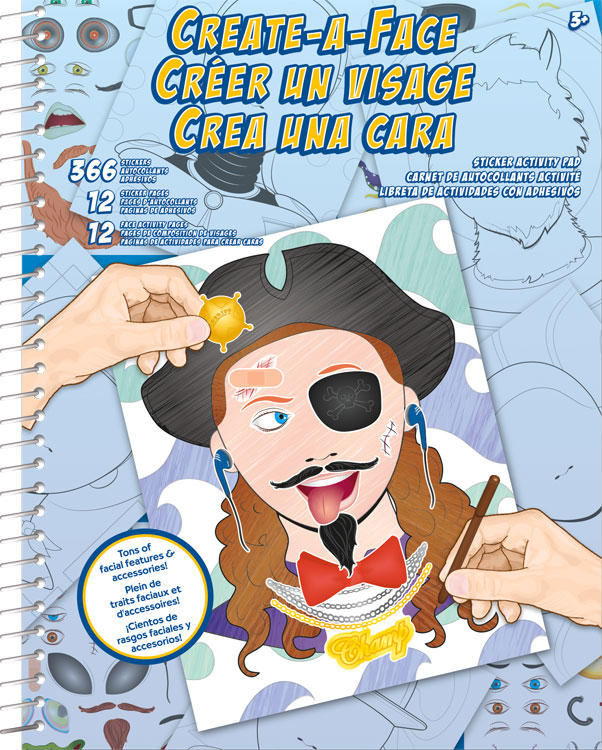 3+
CREATE-A-FACE
CRÉER UN VISAGE
CREA UNA CARA
366 STICKERS
AUTOCOLLANTS
ADHESIVOS
12 STICKER PAGES
PAGES D'AUTOCOLLANTS
PAGINAS DE ADHESIVOS
12 FACE ACTIVITY PAGES
PAGES DE COMPOSITION DE VISAGES
PAGINAS DE ACTIVIDADES PARA CREAR CARAS
STICKER ACTIVITY PAD
CARNET DE AUTOCOLLANTS ACTIVITÉ
LIBRETA DE ACTIVIDADES CON ADHESIVOS
Tons of
facial features &
accessories!
Plein de
traits faciaux et
d'accessoires!
¡Cientos de
rasgos faciales y
accesorios!
Champ